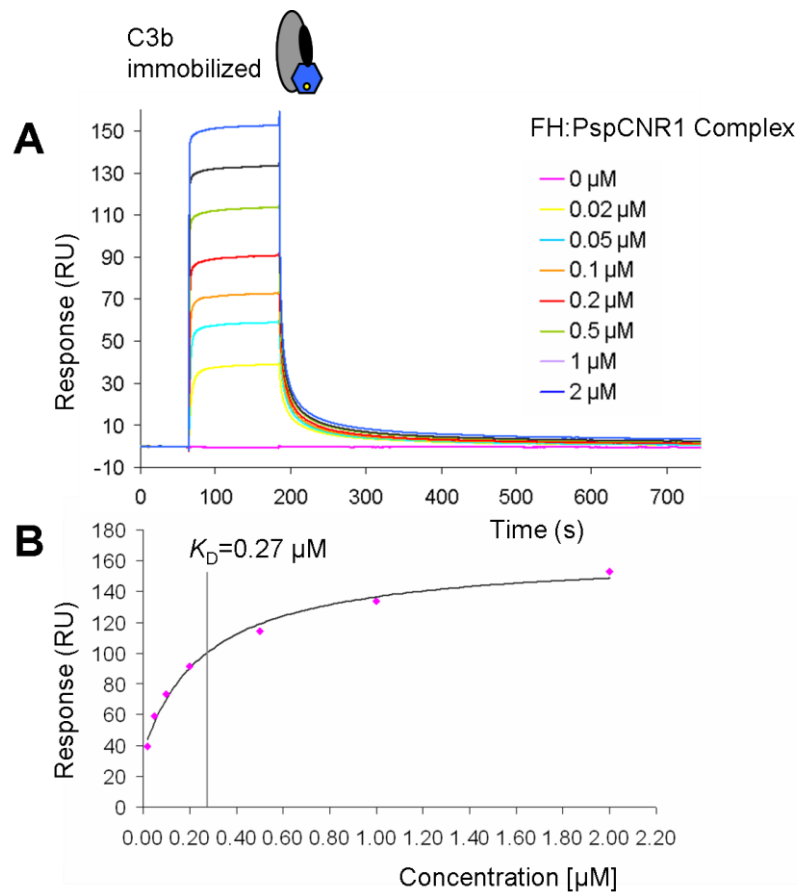 C3b
immobilized
A
FH:PspCNR1 Complex
0 µM
0.02 µM
0.05 µM
0.1 µM
0.2 µM
0.5 µM
1 µM
2 µM
Response (RU)
150
130
110
90
70
50
30
10
-10
0 100 200 300 400 500 600 700
Time (s)
B
KD=0.27 µM
Response (RU)
180
160
140
120
100
80
60
40
20
0
0.00 0.20 0.40 0.60 0.80 1.00 1.20 1.40 1.60 1.80 2.00 2.20
Concentration [µM]